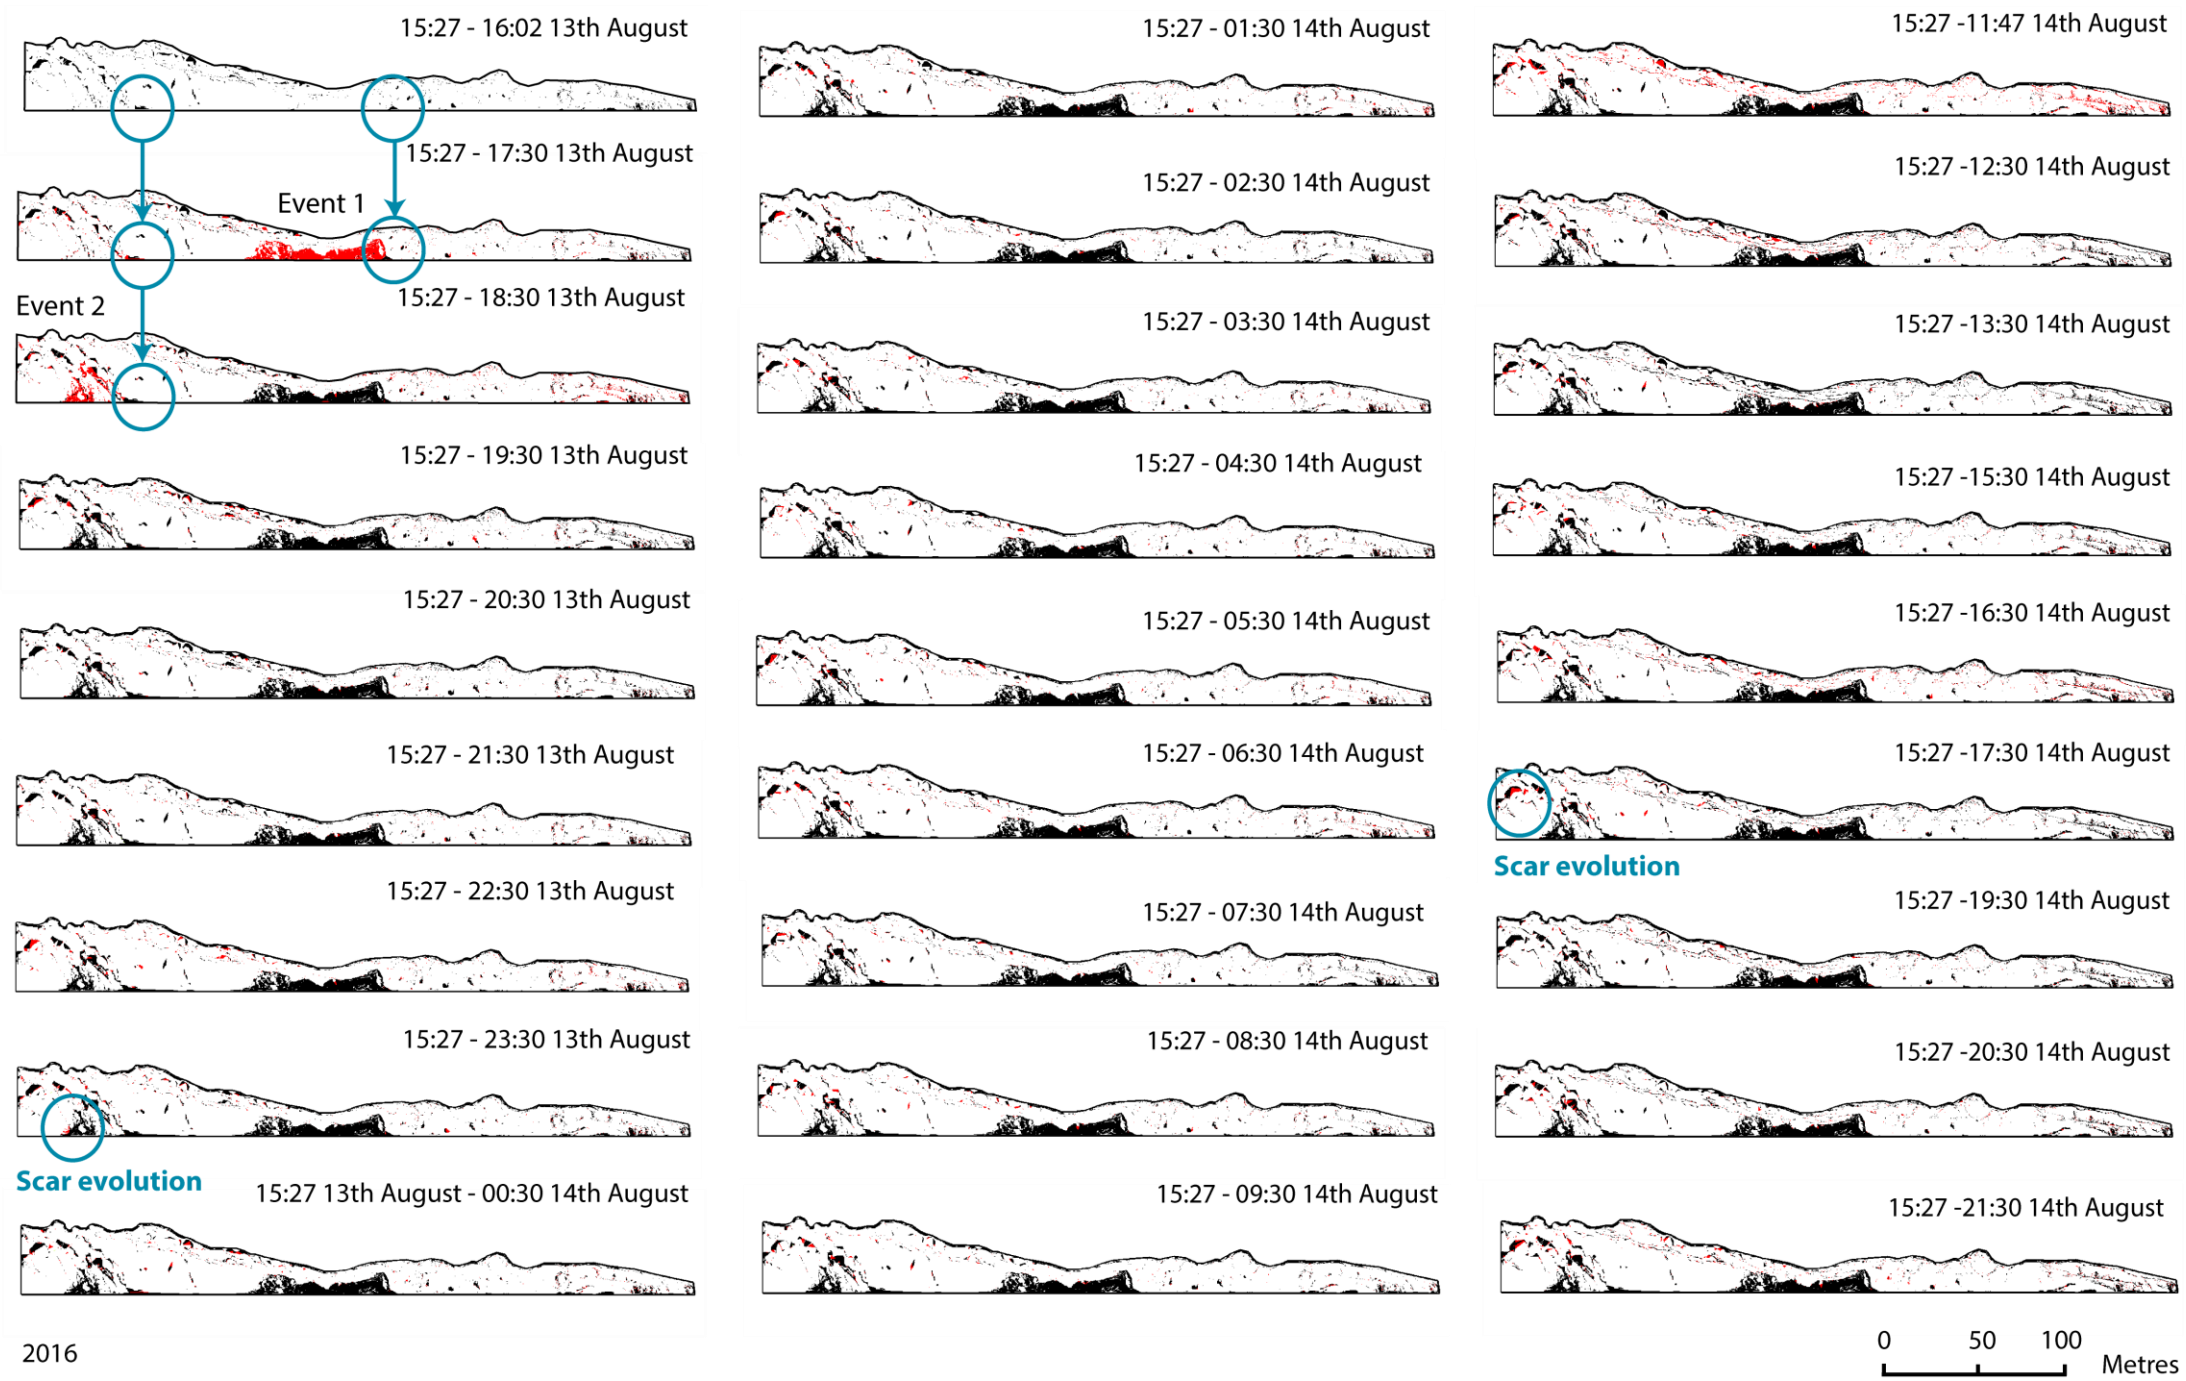 15:27 - 16:02 13th August
15:27 - 17:30 13th August
Event 1
15:27 - 18:30 13th August
Event 2
15:27 - 19:30 13th August
15:27 - 20:30 13th August
15:27 - 21:30 13th August
15:27 - 22:30 13th August
15:27 - 23:30 13th August
Scar evolution
15:27 13th August - 00:30 14th August
2016
15:27 - 01:30 14th August
15:27 - 02:30 14th August
15:27 - 03:30 14th August
15:27 - 04:30 14th August
15:27 - 05:30 14th August
15:27 - 06:30 14th August
15:27 - 07:30 14th August
15:27 - 08:30 14th August
15:27 - 09:30 14th August
15:27 -11:47 14th August
15:27 -12:30 14th August
15:27 -13:30 14th August
15:27 -15:30 14th August
15:27 -16:30 14th August
15:27 -17:30 14th August
Scar evolution
15:27 -19:30 14th August
15:27 -20:30 14th August
15:27 -21:30 14th August
0 50 100
Metres